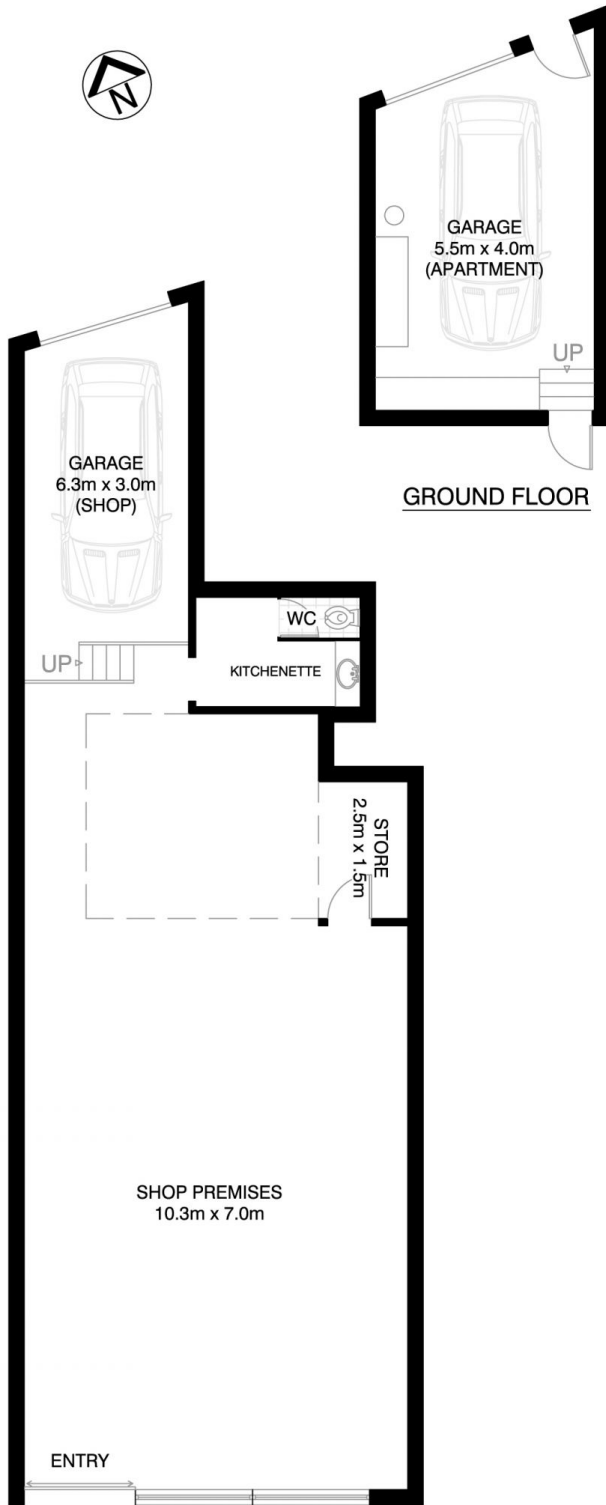 N
GARAGE
5.5m x 4.0m
(APARTMENT)
UP
GROUND FLOOR
GARAGE
6.3m x 3.0m
(SHOP)
WC
UP
KITCHENETTE
STORE
2.5m x 1.5m
SHOP PREMISES
10.3m x 7.0m
ENTRY